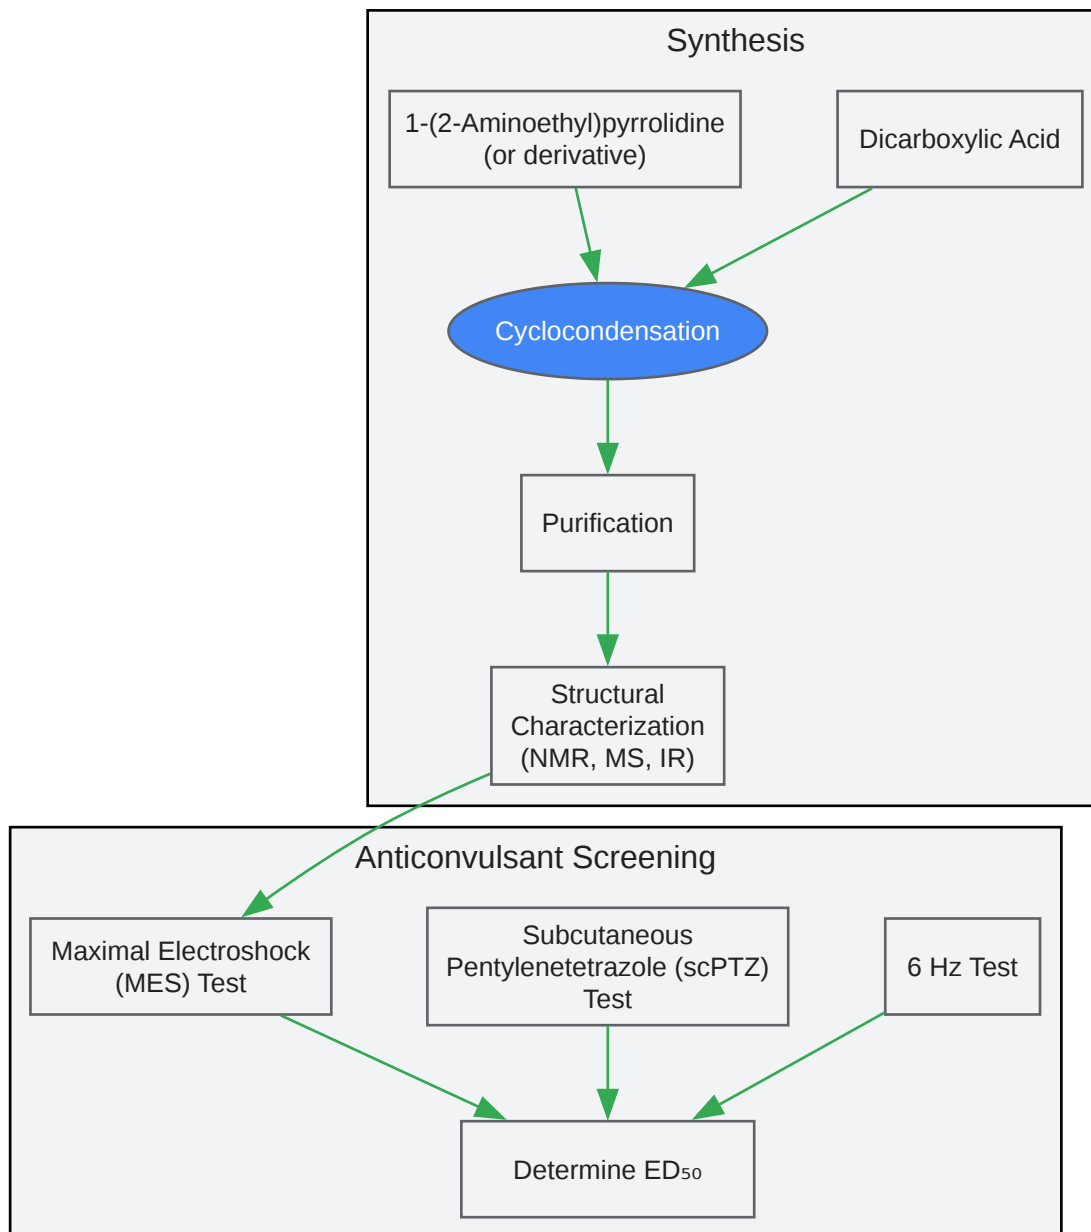 Synthesis
1-(2-Aminoethyl)pyrrolidine
(or derivative)
Dicarboxylic Acid
Cyclocondensation
Purification
Structural
Characterization
(NMR, MS, IR)
Anticonvulsant Screening
Maximal Electroshock
(MES) Test
Subcutaneous
Pentylenetetrazole (scPTZ)
Test
6 Hz Test
Determine ED₅₀